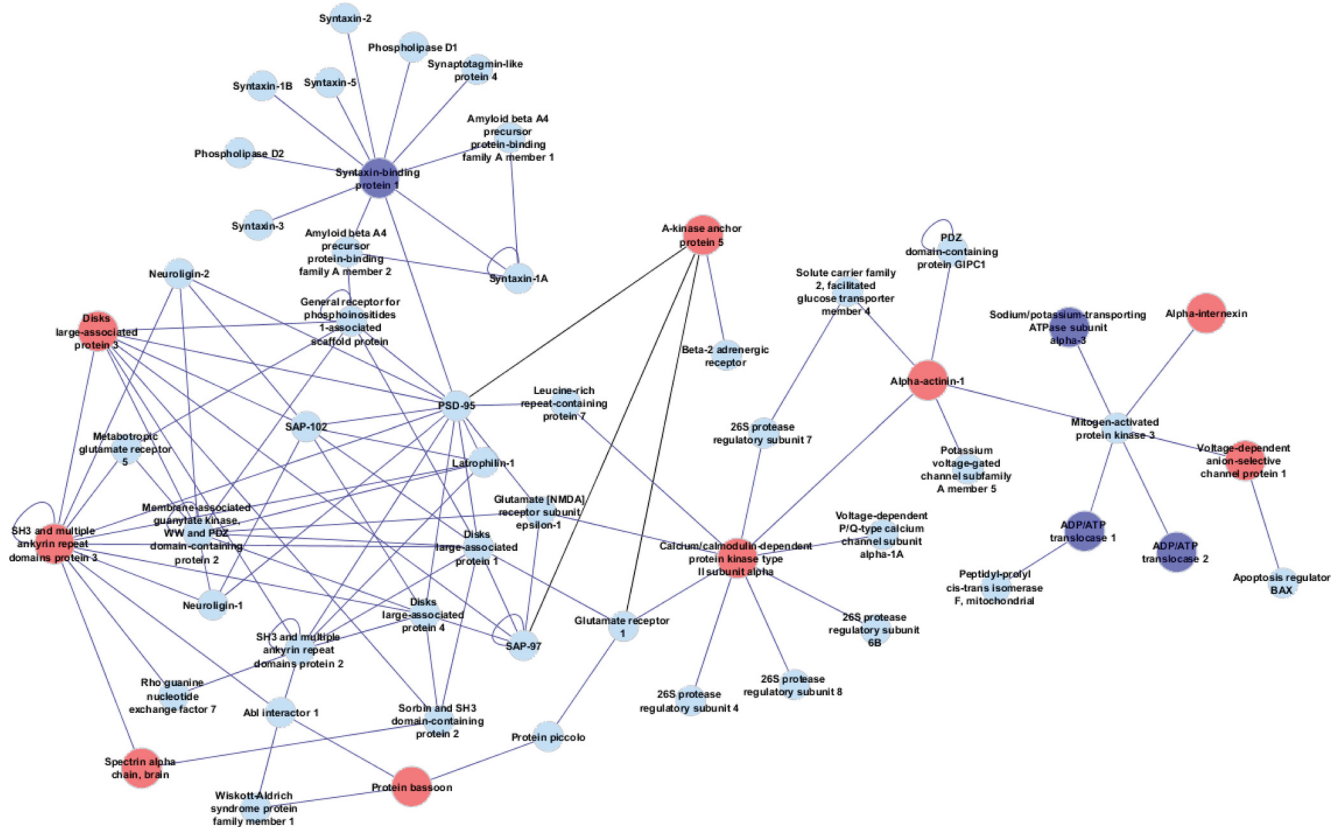 Syntaxin-2
Phospholipase D1
Synaptotagmin-like
protein 4
Syntaxin-1B
Syntaxin-5
Amyloid beta A4
precursor
protein-binding
family A member 1
Phospholipase D2
Syntaxin-binding
protein 1
Syntaxin-3
Amyloid beta A4
precursor
protein-binding
family A member 2
Syntaxin-1A
A-kinase anchor
protein 5
PDZ
domain-containing
protein GIPC1
Neuroligin-2
Solute carrier family
2, facilitated
glucose transporter
member 4
General receptor for
phosphoinositides
1-associated
scaffold protein
Disks
large-associated
protein 3
Sodium/potassium-transporting
ATPase subunit
alpha-3
Alpha-internexin
Beta-2 adrenergic
receptor
Alpha-actinin-1
Leucine-rich
repeat-containing
protein 7
PSD-95
SAP-102
26S protease
regulatory subunit 7
Mitogen-activated
protein kinase 3
Metabotropic
glutamate receptor
5
Latrophilin-1
Potassium
voltage-gated
channel subfamily
A member 5
Voltage-dependent
anion-selective
channel protein 1
Membrane-associated
guanylate kinase,
WW and PDZ
domain-containing
protein 2
Glutamate [NMDA]
receptor subunit
epsilon-1
SH3 and multiple
ankyrin repeat
domains protein 3
Disks
large-associated
protein 1
Calcium/calmodulin-dependent
protein kinase type
II subunit alpha
Voltage-dependent
P/Q-type calcium
channel subunit
alpha-1A
ADP/ATP
translocase 1
ADP/ATP
translocase 2
Peptidyl-prolyl
cis-trans isomerase
F, mitochondrial
Apoptosis regulator
BAX
Neuroligin-1
Disks
large-associated
protein 4
Glutamate receptor
1
26S protease
regulatory subunit
6B
SH3 and multiple
ankyrin repeat
domains protein 2
SAP-97
Rho guanine
nucleotide
exchange factor 7
26S protease
regulatory subunit 4
26S protease
regulatory subunit 8
Abl interactor 1
Sorbin and SH3
domain-containing
protein 2
Protein piccolo
Spectrin alpha
chain, brain
Protein bassoon
Wiskott-Aldrich
syndrome protein
family member 1